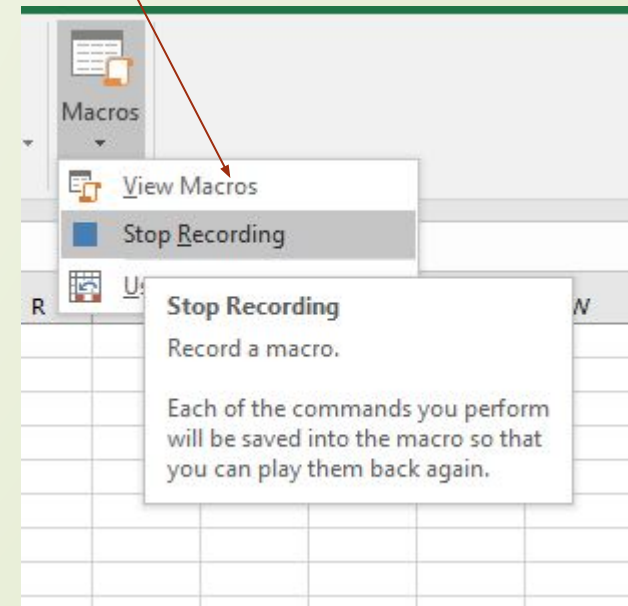 Macros
View Macros
Stop Recording
R
W
Stop Recording
Record a macro.
Each of the commands you perform
will be saved into the macro so that
you can play them back again.